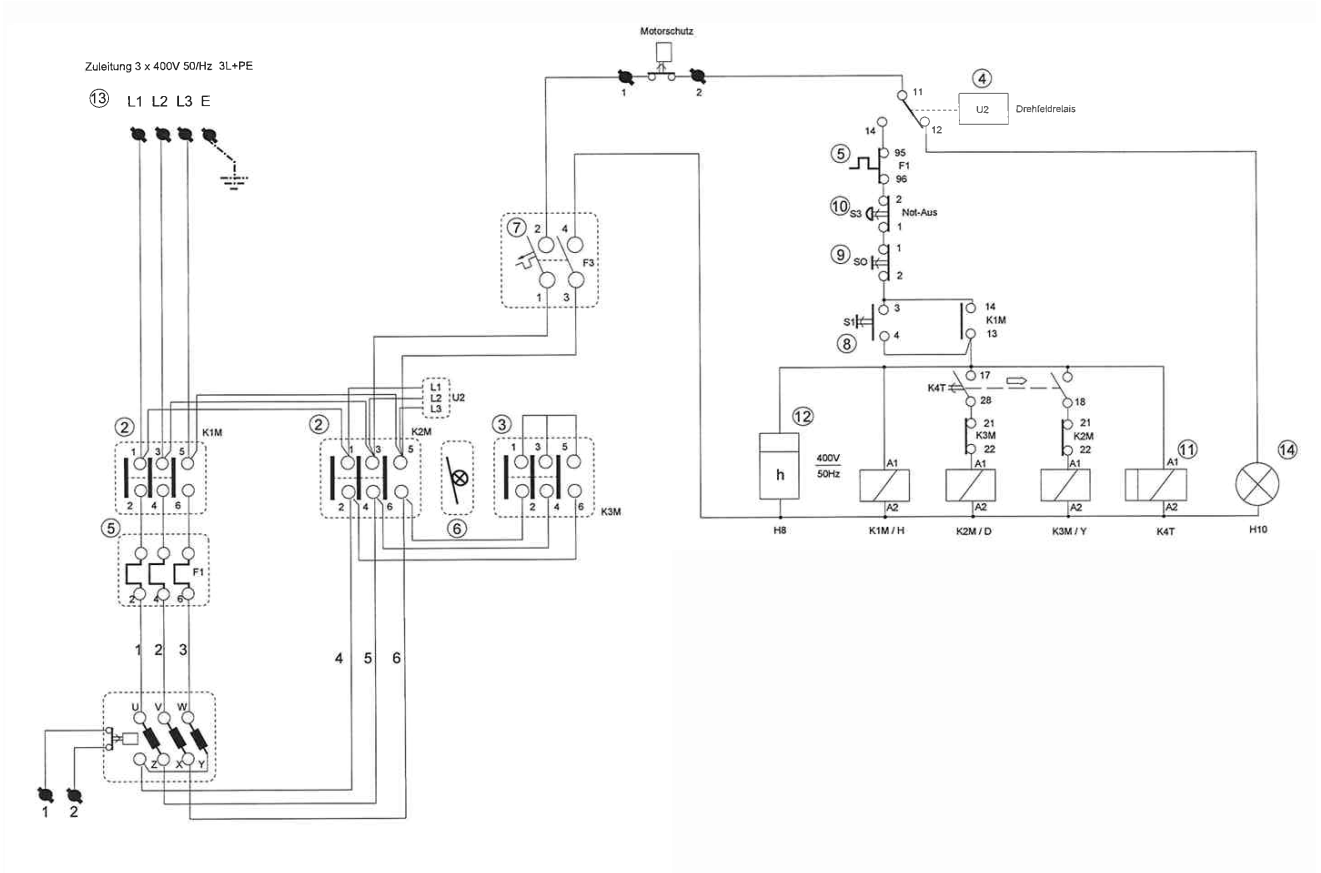 Motorschutz
Zuleitung 3 x 400V 50/Hz 3L+PE
13 L1 L2 L3 E
1 2
11
4
U2 Drehfeldrelais
14 12
5 95
F1
96
2
10 S3 Not-Aus
1
1
9 SO
2
7 2 4
F3
1 3
3 14
S1 K1M
8 4 13
17
K4T
28 18
L1
L2 U2
L3
2 K1M
1 3 5
2 4 6
2 K2M
1 3 5
2 4 6
6
3
1 3 5
2 4 6
K3M
21 21
K3M K2M
22 22
12
h
400V
50Hz
A1 A1 A1 11 A1 14
A2 A2 A2 A2
H8 K1M / H K2M / D K3M / Y K4T H10
5
F1
2 4 6
1 2 3
4 5 6
U V W
Z X Y
1 2